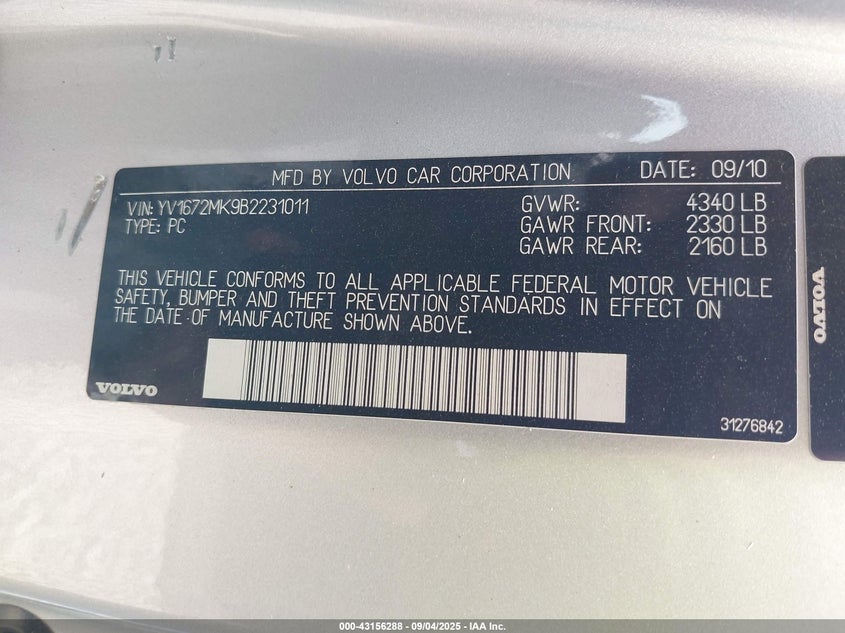 MFD BY VOLVO CAR CORPORATION DATE: 09/10
VIN: YV1672MK9B2231011 GVWR: 4340 LB
TYPE: PC GAWR FRONT: 2330 LB
GAWR REAR: 2160 LB
THIS VEHICLE CONFORMS TO ALL APPLICABLE FEDERAL MOTOR VEHICLE
SAFETY, BUMPER AND THEFT PREVENTION STANDARDS IN EFFECT ON
THE DATE OF MANUFACTURE SHOWN ABOVE.
VOLVO
31276842
VOLVO
000-43156288 - 09/04/2025 - IAA Inc.